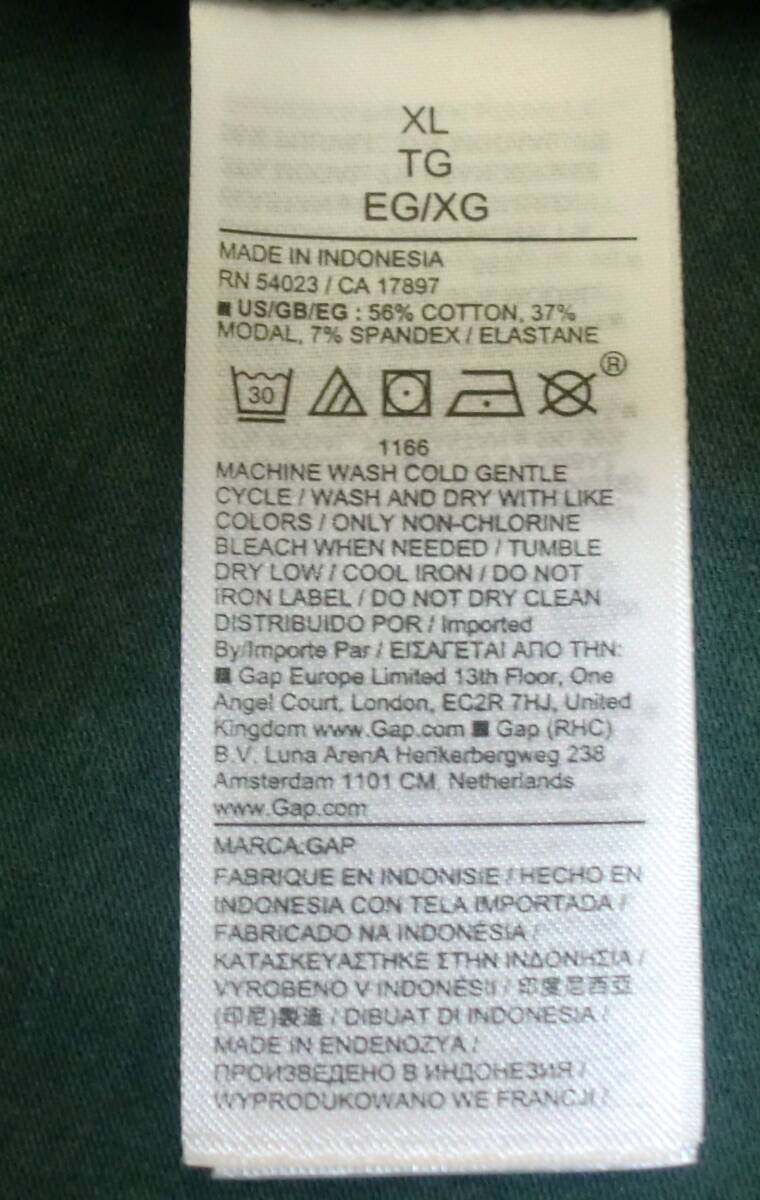 XL
TG
EG/XG
MADE IN INDONESIA
RN 54023 / CA 17897
■ US/GB/EG : 56% COTTON, 37%
MODAL, 7% SPANDEX / ELASTANE
30
®
1166
MACHINE WASH COLD GENTLE
CYCLE / WASH AND DRY WITH LIKE
COLORS / ONLY NON-CHLORINE
BLEACH WHEN NEEDED / TUMBLE
DRY LOW / COOL IRON / DO NOT
IRON LABEL / DO NOT DRY CLEAN
DISTRIBUIDO POR / Imported
By/Importe Par / ΕΙΣΑΓΕΤΑΙ ΑΠΟ ΤΗΝ:
■ Gap Europe Limited 13th Floor, One
Angel Court, London, EC2R 7HJ, United
Kingdom www.Gap.com ■ Gap (RHC)
B.V. Luna ArenA Herikerbergweg 238
Amsterdam 1101 CM, Netherlands
www.Gap.com
MARCA:GAP
FABRIQUE EN INDONISIE / HECHO EN
INDONESIA CON TELA IMPORTADA /
FABRICADO NA INDONÉSIA /
ΚΑΤΑΣΚΕΥΑΣΤΗΚΕ ΣΤΗΝ ΙΝΔΟΝΗΣΙΑ /
VYROBENO V INDONÉSII / 印度尼西亚
(印尼)製造 / DIBUAT DI INDONESIA /
MADE IN ENDENOZYA /
ПРОИЗВЕДЕНО В ИНДОНЕЗИЯ /
WYPRODUKOWANO WE FRANCJI /